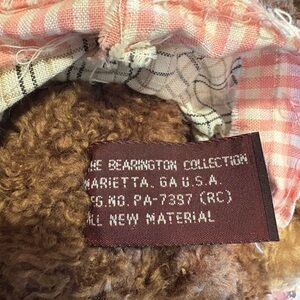 HE BEARINGTON COLLECTION
MARIETTA, GA U.S.A.
EG.NO. PA-7397 (RC)
LL NEW MATERIAL